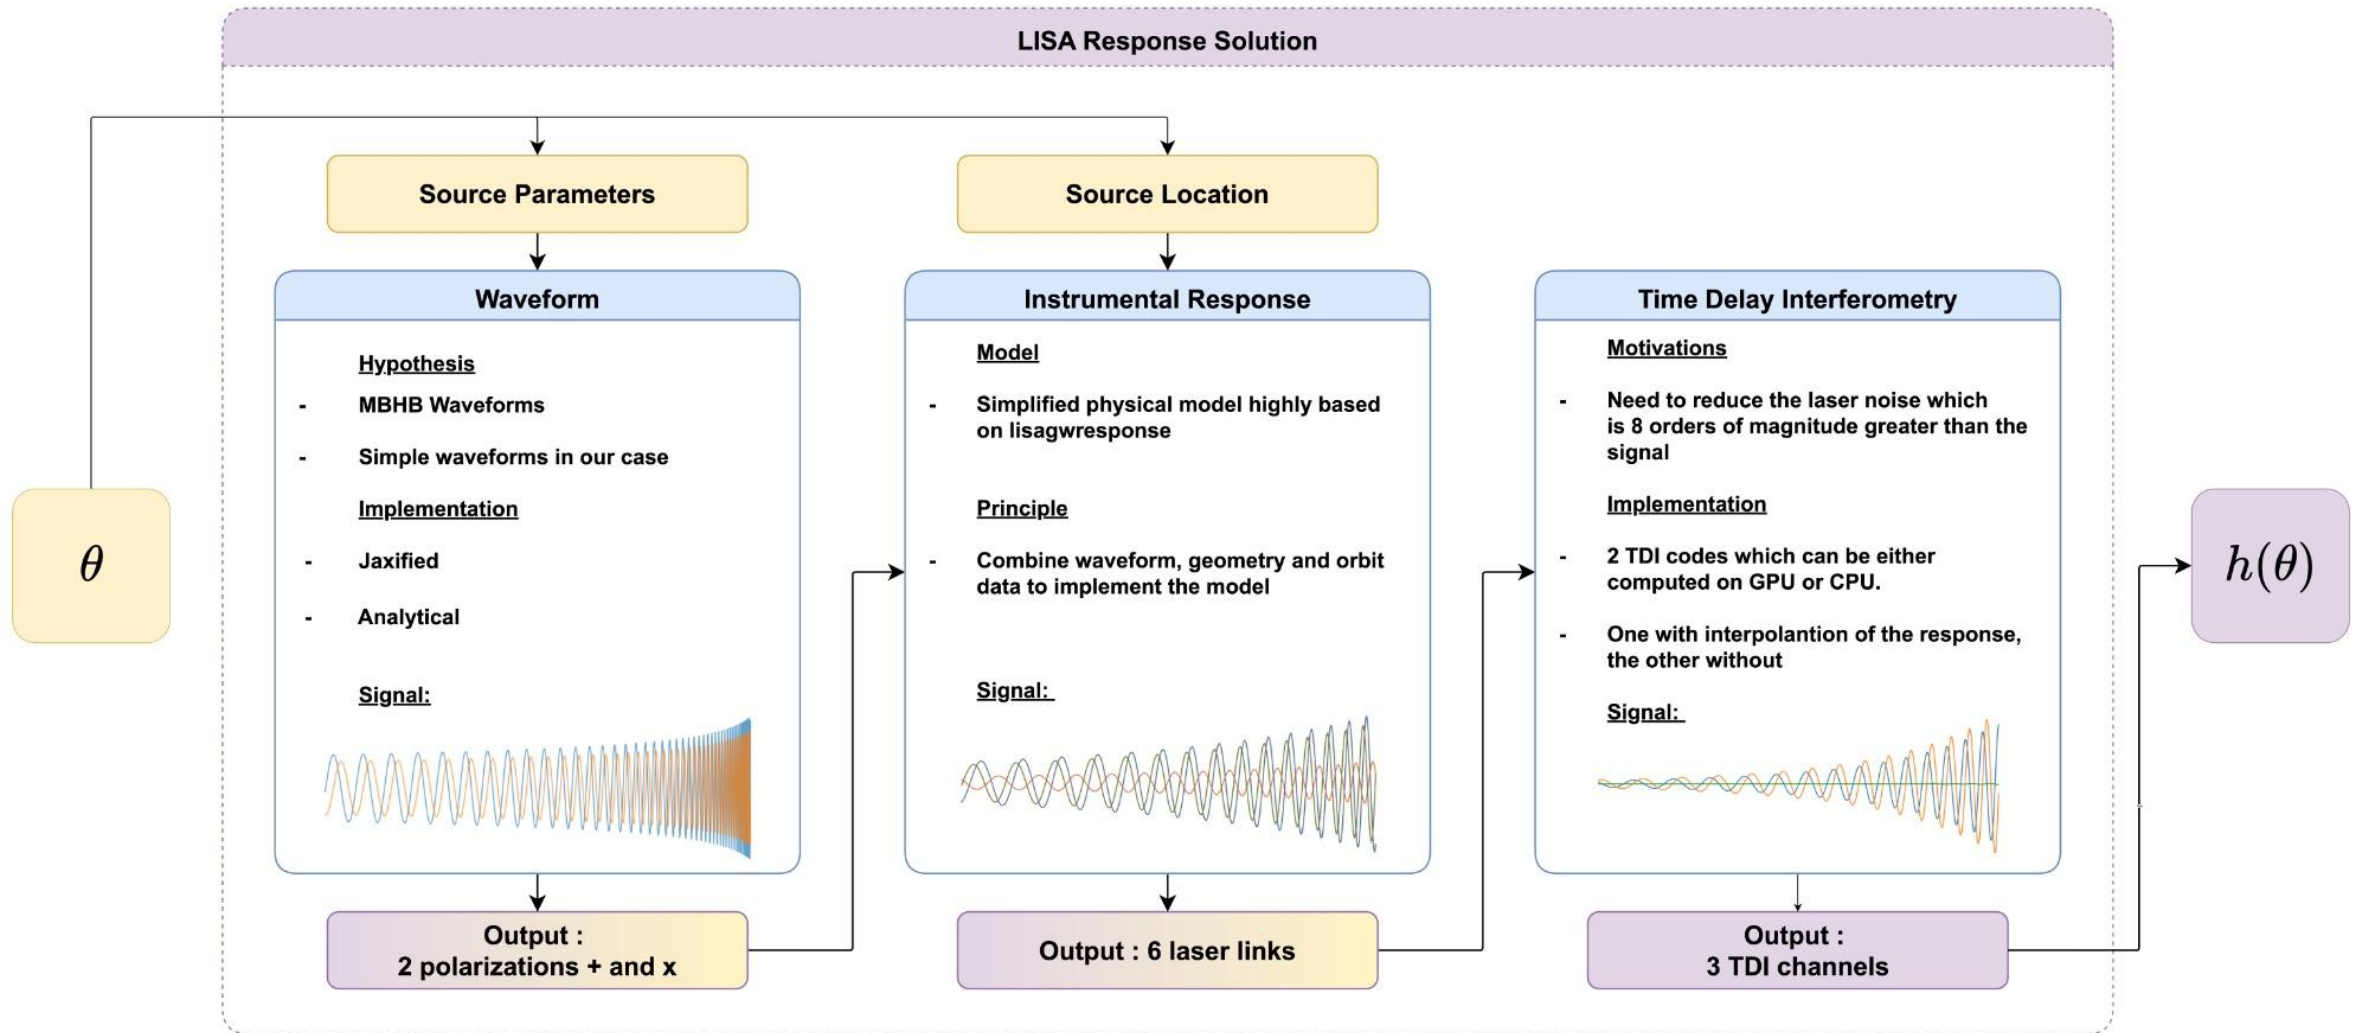 LISA Response Solution
θ
Source Parameters
Source Location
Waveform
Hypothesis
- MBHB Waveforms
- Simple waveforms in our case
Implementation
- Jaxified
- Analytical
Signal:
Output :
2 polarizations + and x
Instrumental Response
Model
- Simplified physical model highly based
on lisagwresponse
Principle
- Combine waveform, geometry and orbit
data to implement the model
Signal:
Output : 6 laser links
Time Delay Interferometry
Motivations
- Need to reduce the laser noise which
is 8 orders of magnitude greater than the
signal
Implementation
- 2 TDI codes which can be either
computed on GPU or CPU.
- One with interpolantion of the response,
the other without
Signal:
Output :
3 TDI channels
h(θ)